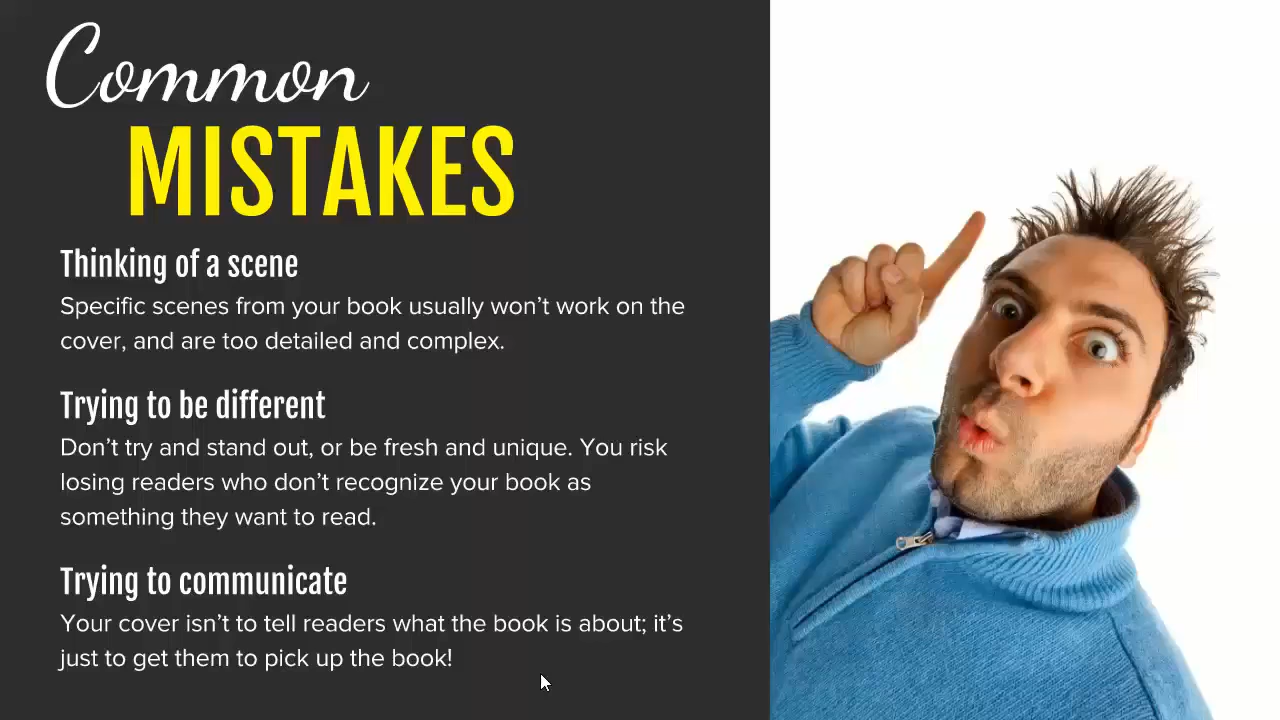 Common
MISTAKES
Thinking of a scene
Specific scenes from your book usually won’t work on the
cover, and are too detailed and complex.
Trying to be different
Don’t try and stand out, or be fresh and unique. You risk
losing readers who don’t recognize your book as
something they want to read.
Trying to communicate
Your cover isn’t to tell readers what the book is about; it’s
just to get them to pick up the book!